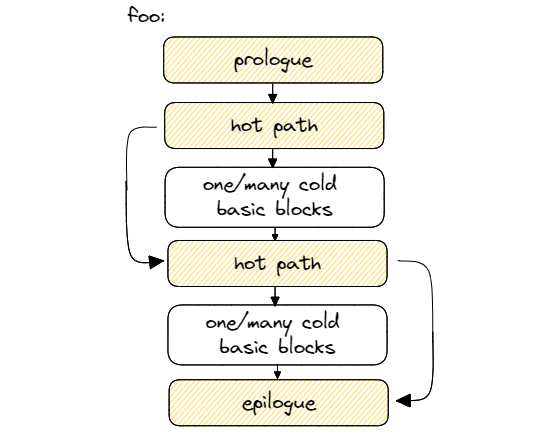 foo:
prologue
hot path
one/many cold
basic blocks
hot path
one/many cold
basic blocks
epilogue